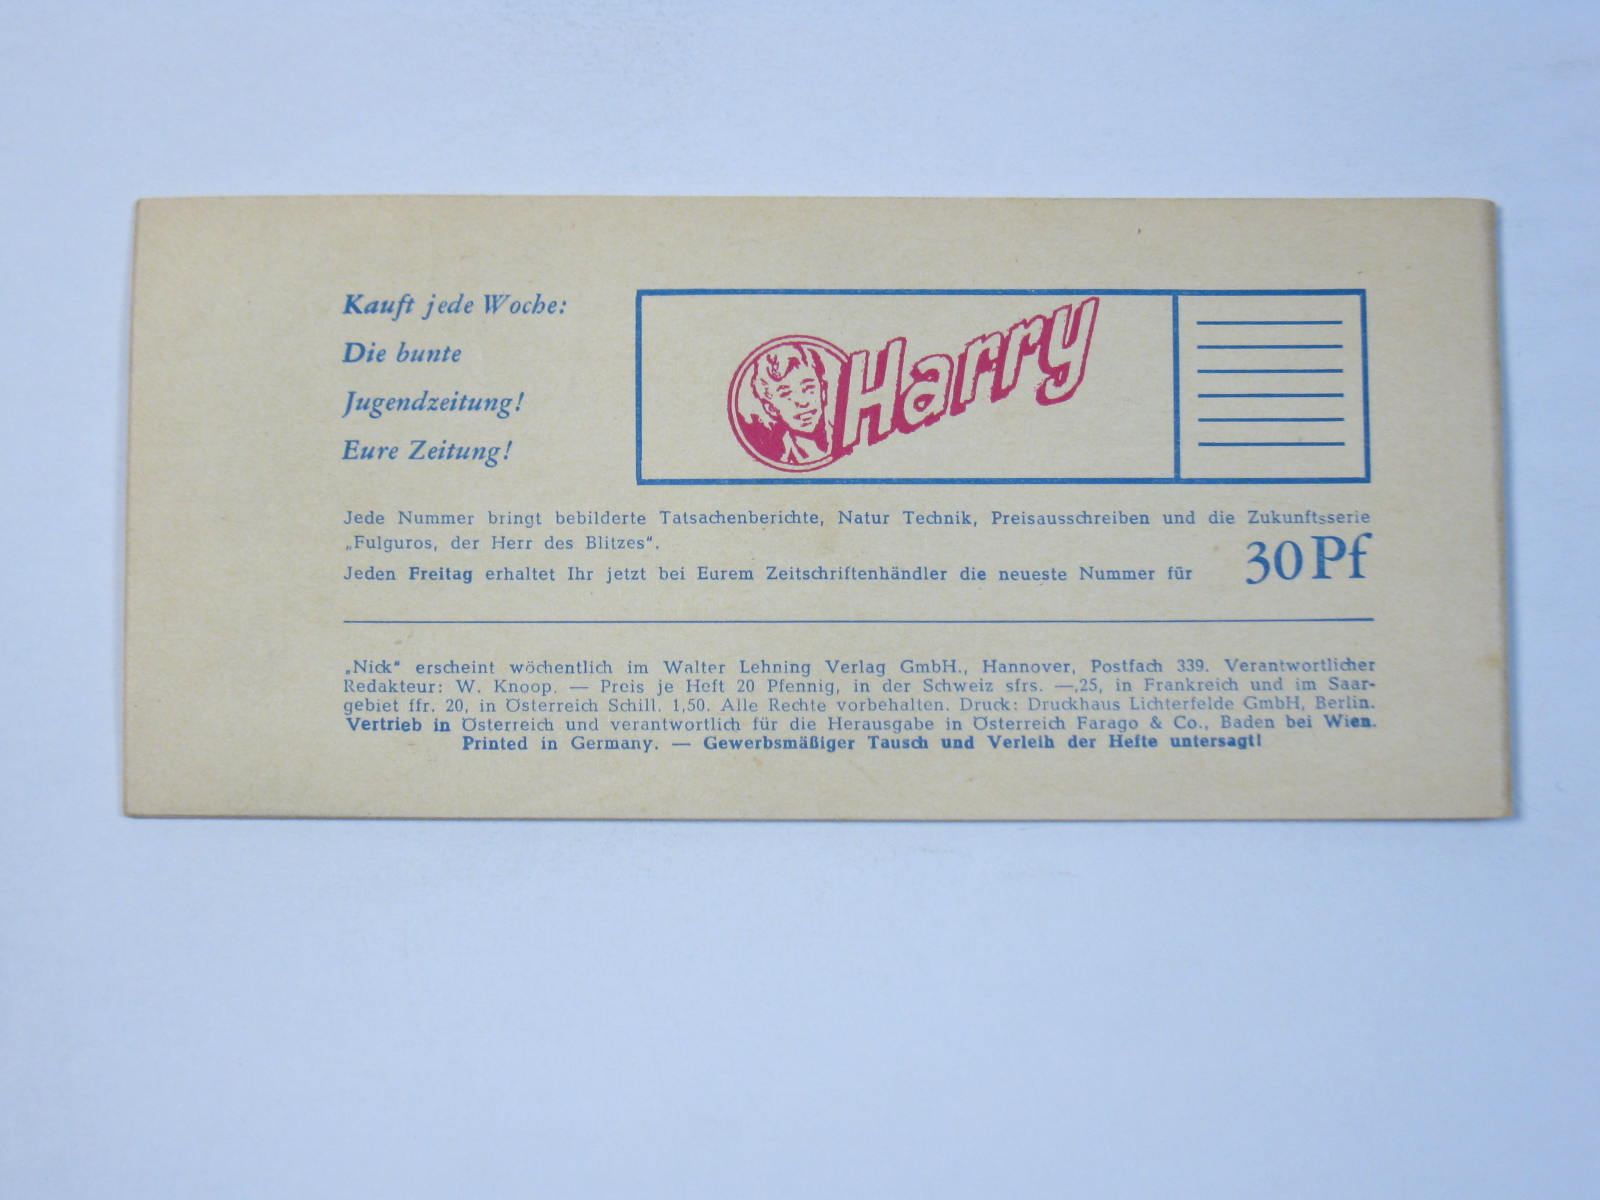 Kauft jede Woche:
Die bunte
Jugendzeitung!
Eure Zeitung!
Harry
Jede Nummer bringt bebilderte Tatsachenberichte, Natur Technik, Preisausschreiben und die Zukunftsserie
„Fulguros, der Herr des Blitzes".
Jeden Freitag erhaltet Ihr jetzt bei Eurem Zeitschriftenhändler die neueste Nummer für 30 Pf
„Nick" erscheint wöchentlich im Walter Lehning Verlag GmbH., Hannover, Postfach 339. Verantwortlicher
Redakteur: W. Knoop. — Preis je Heft 20 Pfennig, in der Schweiz sfrs. —,25, in Frankreich und im Saar-
gebiet ffr. 20, in Österreich Schill. 1,50. Alle Rechte vorbehalten. Druck: Druckhaus Lichterfelde GmbH, Berlin.
Vertrieb in Österreich und verantwortlich für die Herausgabe in Österreich Farago & Co., Baden bei Wien.
Printed in Germany. — Gewerbsmäßiger Tausch und Verleih der Hefte untersagt!